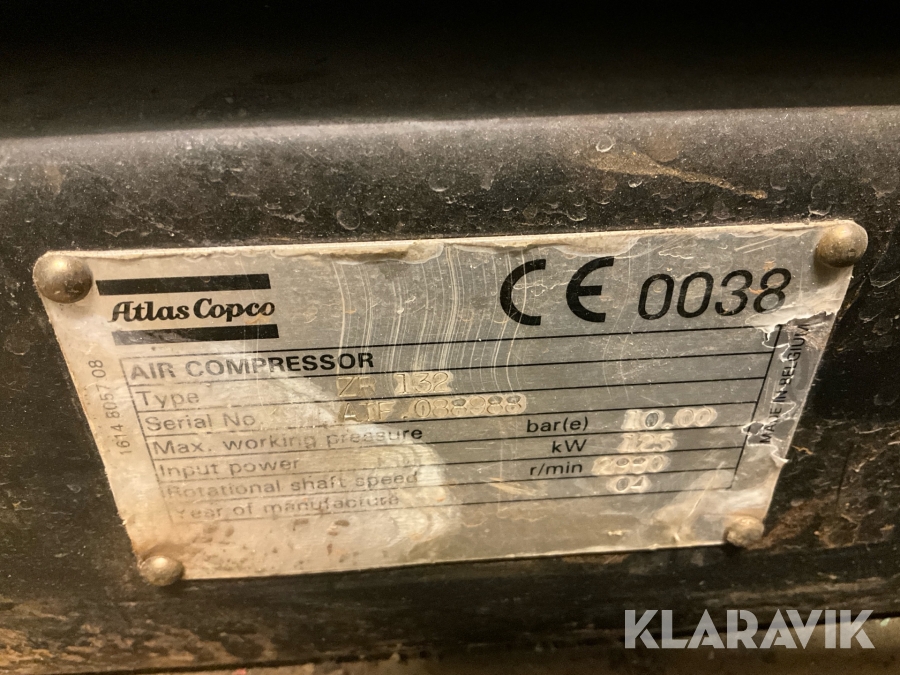 Atlas Copco
CE 0038
AIR COMPRESSOR
Type ZR 132
Serial No
Max. working pressure bar(e) 10.00
Input power kW
Rotational shaft speed r/min
Year of manufacture 04
MADE IN BELGIUM
1614 8057 08
KLARAVIK